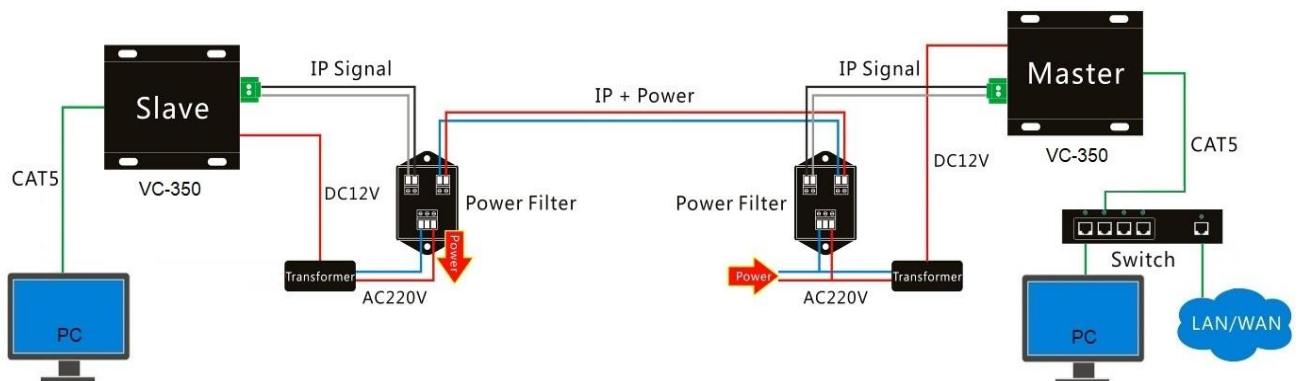 Slave
VC-350
CAT5
PC
IP Signal
DC12V
Transformer
AC220V
Power Filter
Power
IP + Power
IP Signal
Power Filter
Power
AC220V
Transformer
DC12V
Master
VC-350
CAT5
Switch
PC
LAN/WAN